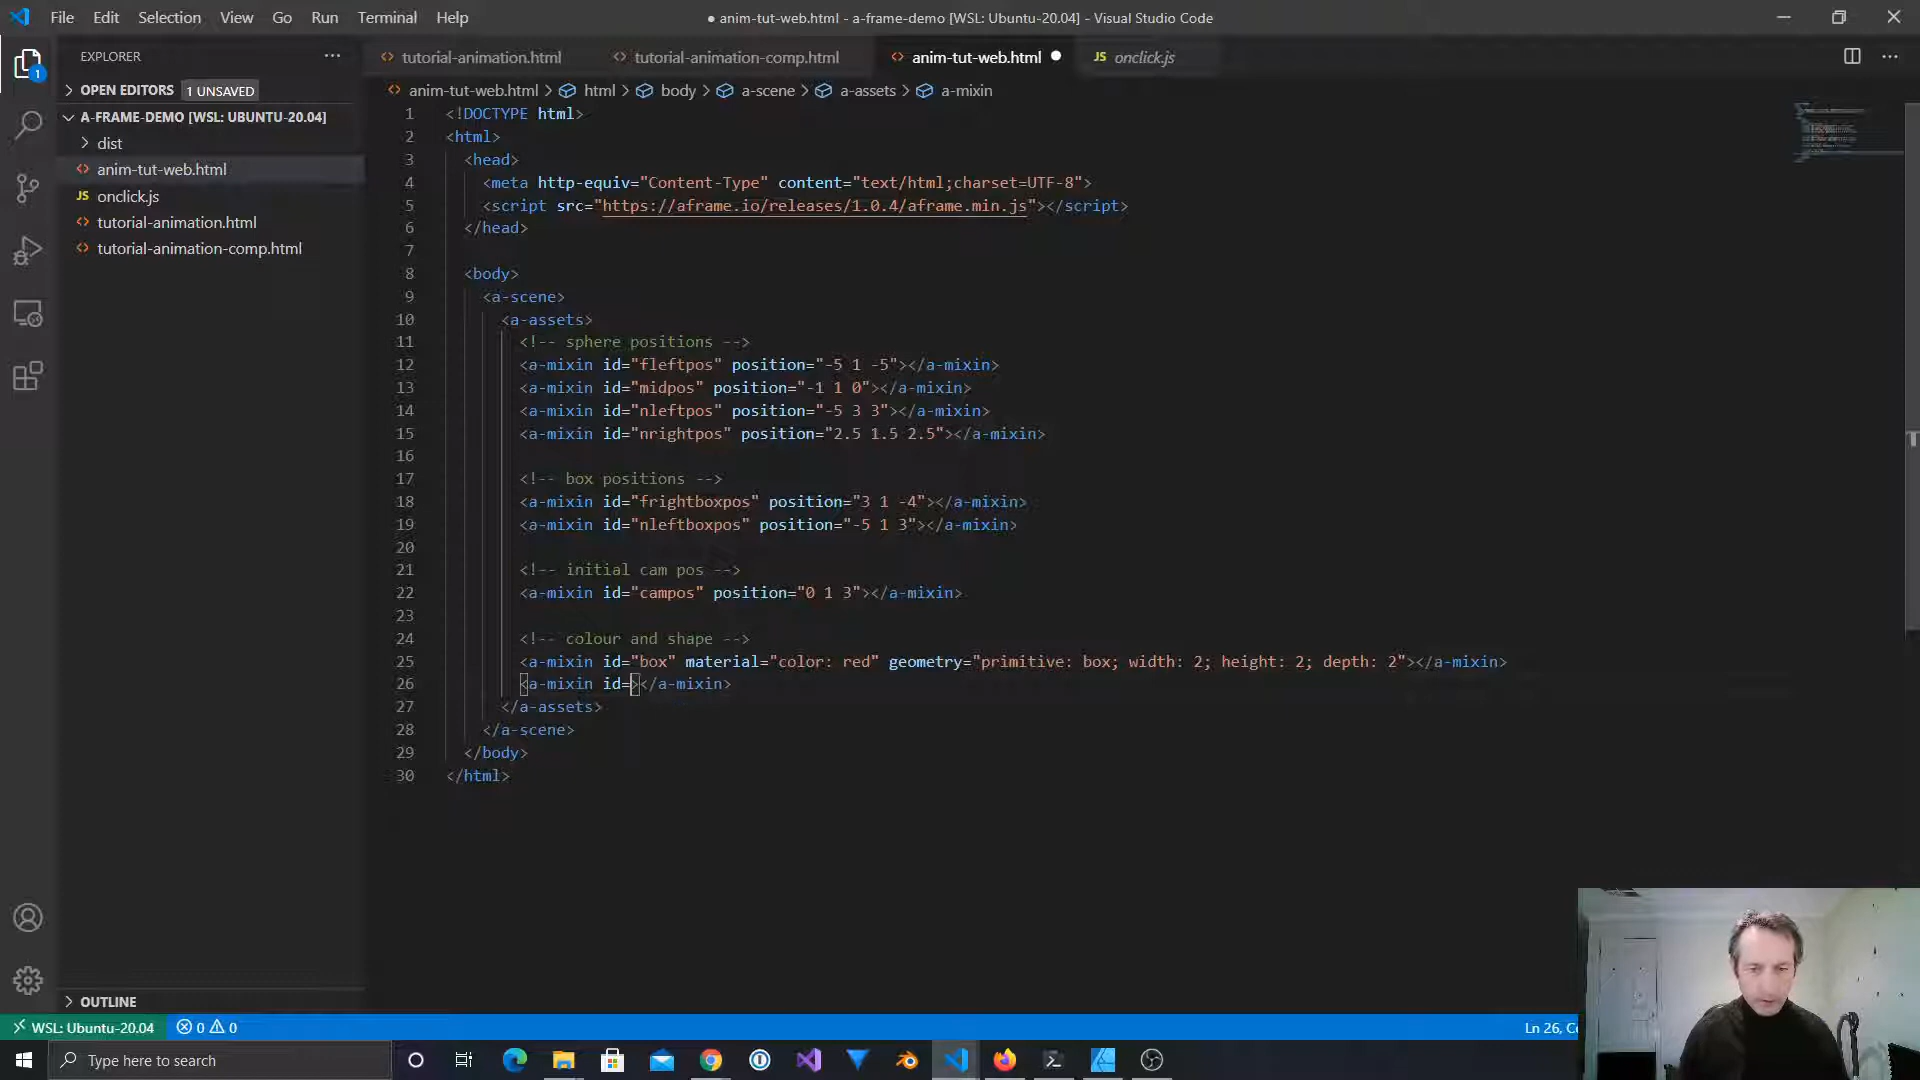 File Edit Selection View Go Run Terminal Help
● anim-tut-web.html - a-frame-demo [WSL: Ubuntu-20.04] - Visual Studio Code
EXPLORER
tutorial-animation.html
tutorial-animation-comp.html
anim-tut-web.html
JS onclick.js
OPEN EDITORS 1 UNSAVED
anim-tut-web.html > html > body > a-scene > a-assets > a-mixin
A-FRAME-DEMO [WSL: UBUNTU-20.04]
dist
anim-tut-web.html
JS onclick.js
tutorial-animation.html
tutorial-animation-comp.html
1
1 <!DOCTYPE html>
2 <html>
3 <head>
4 <meta http-equiv="Content-Type" content="text/html;charset=UTF-8">
5 <script src="https://aframe.io/releases/1.0.4/aframe.min.js"></script>
6 </head>
7
8 <body>
9 <a-scene>
10 <a-assets>
11 <!-- sphere positions -->
12 <a-mixin id="fleftpos" position="-5 1 -5"></a-mixin>
13 <a-mixin id="midpos" position="-1 1 0"></a-mixin>
14 <a-mixin id="nleftpos" position="-5 3 3"></a-mixin>
15 <a-mixin id="nrightpos" position="2.5 1.5 2.5"></a-mixin>
16
17 <!-- box positions -->
18 <a-mixin id="frightboxpos" position="3 1 -4"></a-mixin>
19 <a-mixin id="nleftboxpos" position="-5 1 3"></a-mixin>
20
21 <!-- initial cam pos -->
22 <a-mixin id="campos" position="0 1 3"></a-mixin>
23
24 <!-- colour and shape -->
25 <a-mixin id="box" material="color: red" geometry="primitive: box; width: 2; height: 2; depth: 2"></a-mixin>
26 <a-mixin id=></a-mixin>
27 </a-assets>
28 </a-scene>
29 </body>
30 </html>
OUTLINE
WSL: Ubuntu-20.04 0 0
Ln 26,
Type here to search